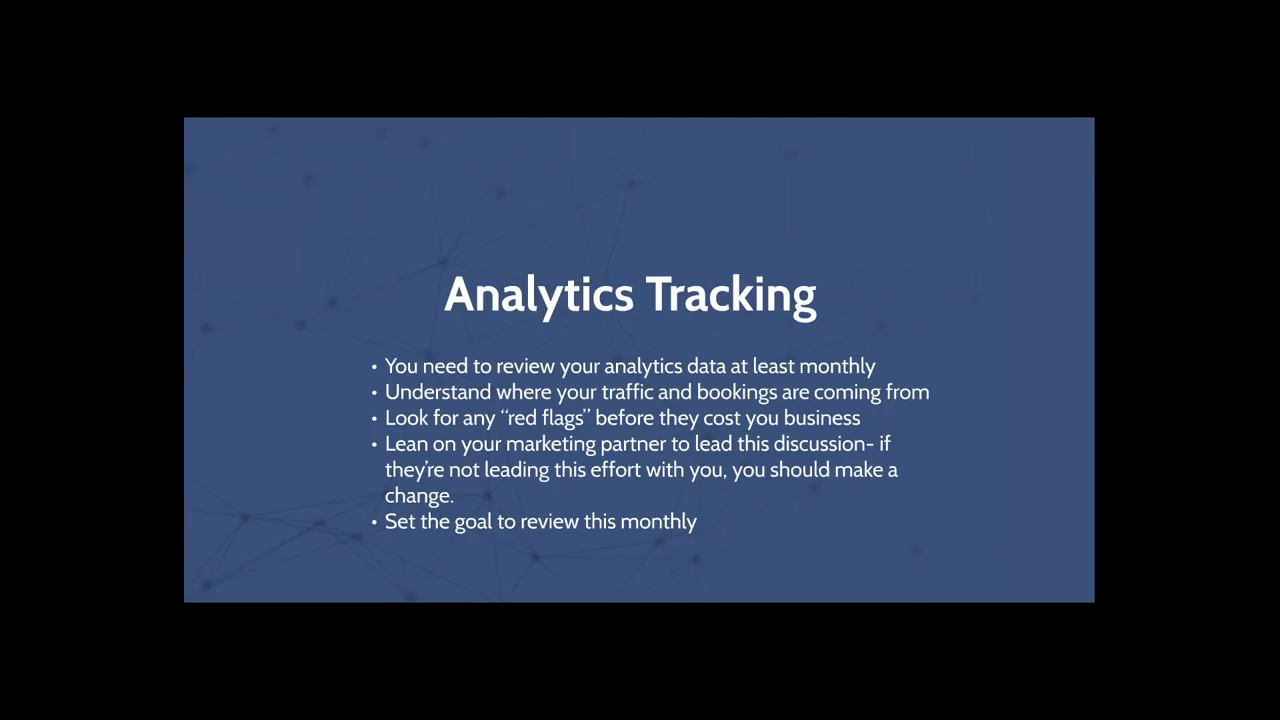 Analytics Tracking
• You need to review your analytics data at least monthly
• Understand where your traffic and bookings are coming from
• Look for any “red flags” before they cost you business
• Lean on your marketing partner to lead this discussion- if
they’re not leading this effort with you, you should make a
change.
• Set the goal to review this monthly